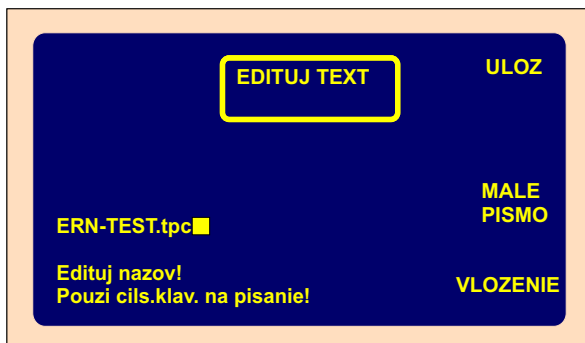 EDITUJ TEXT
ULOZ
MALE
PISMO
ERN-TEST.tpc
Edituj nazov!
Pouzi cils.klav. na pisanie!
VLOZENIE